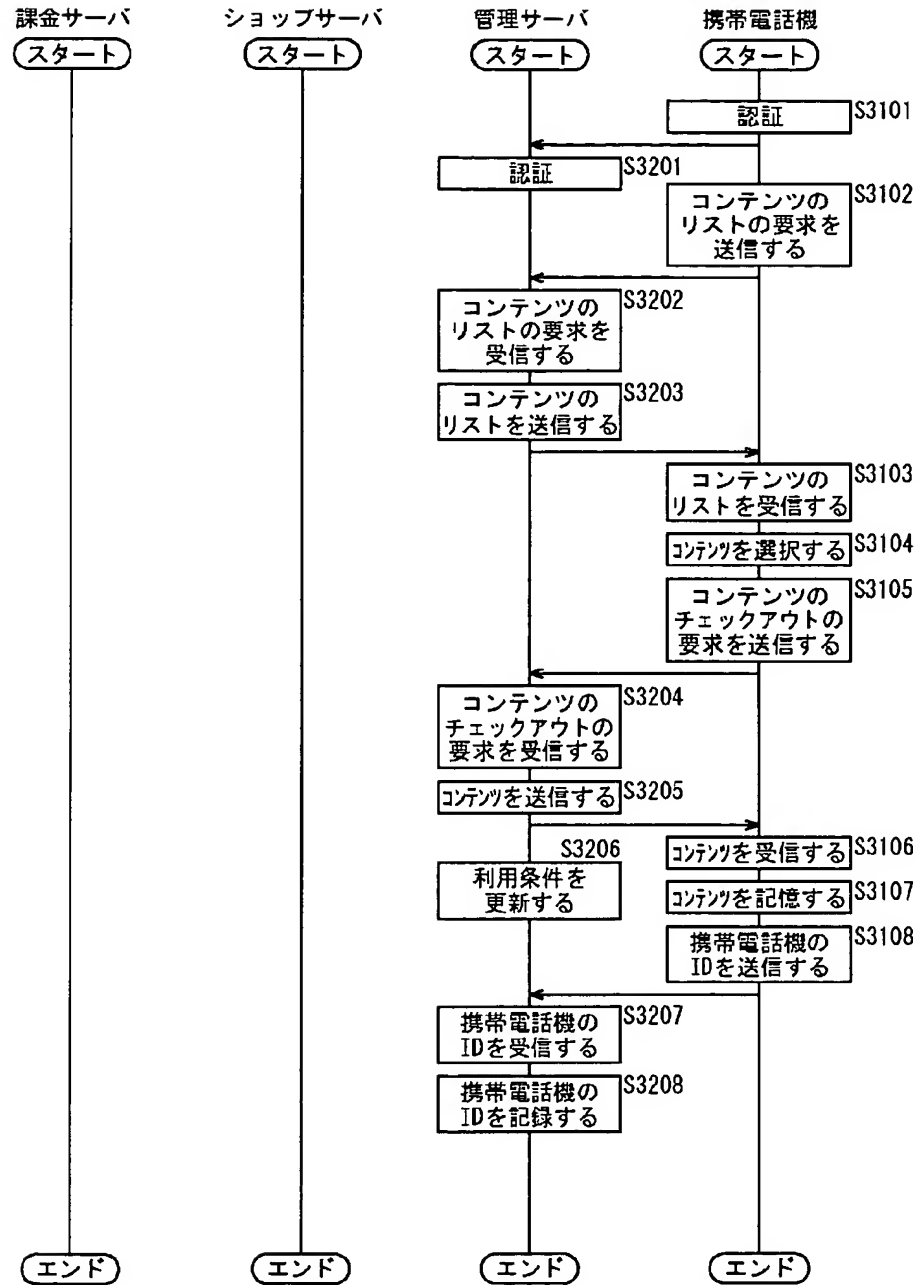 課金サーバ
ショップサーバ
管理サーバ
携帯電話機
スタート
スタート
スタート
スタート
認証
S3101
認証
S3201
コンテンツの
リストの要求を
送信する
S3102
コンテンツの
リストの要求を
受信する
S3202
コンテンツの
リストを送信する
S3203
コンテンツの
リストを受信する
S3103
コンテンツを選択する
S3104
コンテンツの
チェックアウトの
要求を送信する
S3105
コンテンツの
チェックアウトの
要求を受信する
S3204
コンテンツを送信する
S3205
コンテンツを受信する
S3106
S3206
利用条件を
更新する
コンテンツを記憶する
S3107
携帯電話機の
IDを送信する
S3108
携帯電話機の
IDを受信する
S3207
携帯電話機の
IDを記録する
S3208
エンド
エンド
エンド
エンド